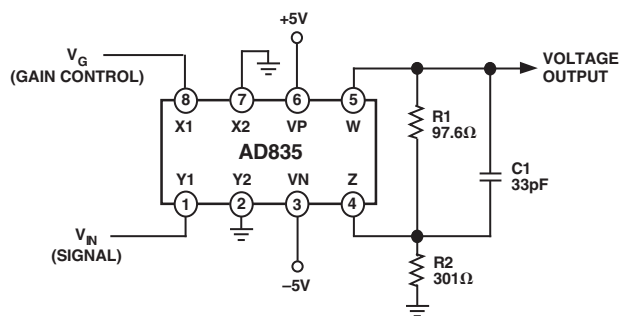 +5V
V_G
(GAIN CONTROL)
VOLTAGE
OUTPUT
8
7
6
5
X1
X2
VP
W
R1
97.6Ω
AD835
C1
33pF
Y1
Y2
VN
Z
1
2
3
4
V_IN
(SIGNAL)
R2
301Ω
–5V